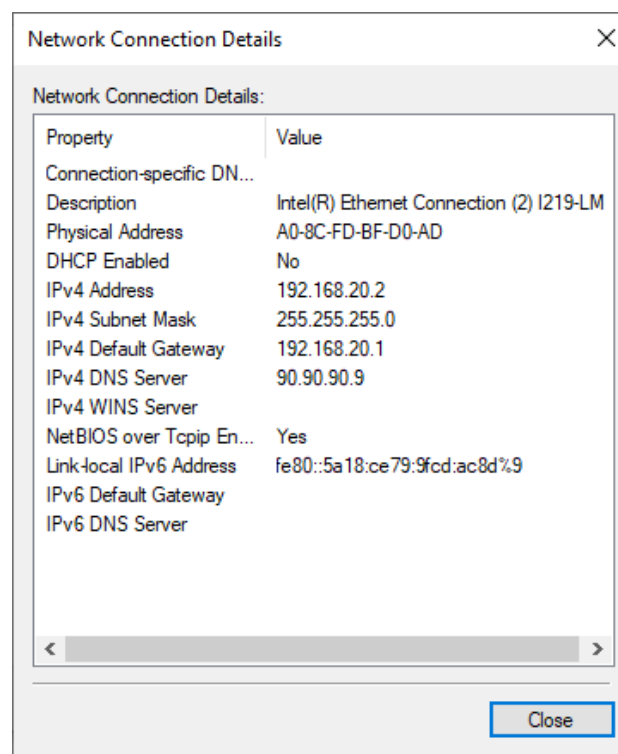 Network Connection Details
Network Connection Details:
Property Value
Connection-specific DN...
Description Intel(R) Ethernet Connection (2) I219-LM
Physical Address A0-8C-FD-BF-D0-AD
DHCP Enabled No
IPv4 Address 192.168.20.2
IPv4 Subnet Mask 255.255.255.0
IPv4 Default Gateway 192.168.20.1
IPv4 DNS Server 90.90.90.9
IPv4 WINS Server
NetBIOS over Tcpip En... Yes
Link-local IPv6 Address fe80::5a18:ce79:9fcd:ac8d%9
IPv6 Default Gateway
IPv6 DNS Server
Close